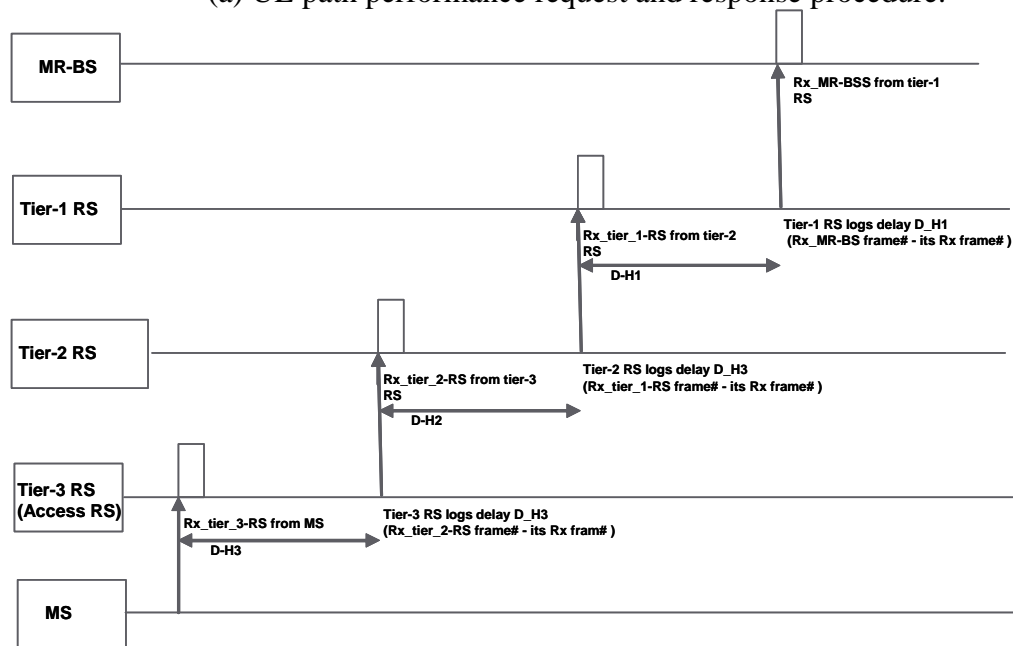 (a) UL path performance request and response procedure.
MR-BS
Rx_MR-BSS from tier-1
RS
Tier-1 RS
Tier-1 RS logs delay D_H1
(Rx_MR-BS frame# - its Rx frame# )
Rx_tier_1-RS from tier-2
RS
D-H1
Tier-2 RS
Tier-2 RS logs delay D_H3
(Rx_tier_1-RS frame# - its Rx frame# )
Rx_tier_2-RS from tier-3
RS
D-H2
Tier-3 RS
(Access RS)
Tier-3 RS logs delay D_H3
(Rx_tier_2-RS frame# - its Rx fram# )
Rx_tier_3-RS from MS
D-H3
MS